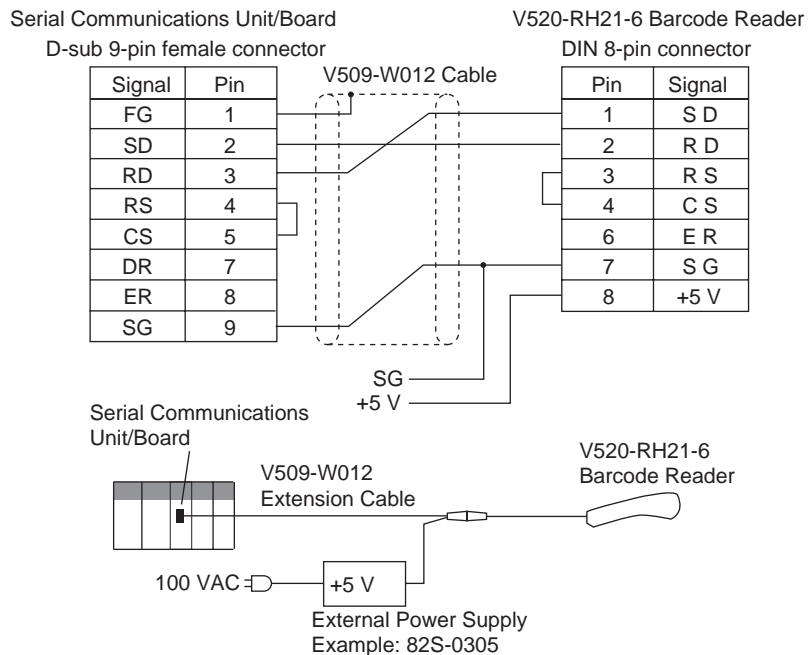 Serial Communications Unit/Board
V520-RH21-6 Barcode Reader
D-sub 9-pin female connector
DIN 8-pin connector
V509-W012 Cable
Signal Pin
Pin Signal
FG 1
1 S D
SD 2
2 R D
RD 3
3 R S
RS 4
4 C S
CS 5
6 E R
DR 7
7 S G
ER 8
8 +5 V
SG 9
SG
+5 V
Serial Communications
Unit/Board
V509-W012
Extension Cable
V520-RH21-6
Barcode Reader
100 VAC
+5 V
External Power Supply
Example: 82S-0305